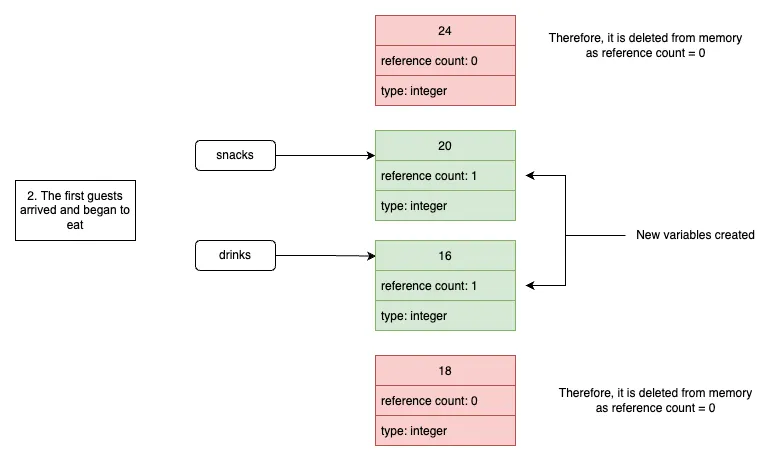 24
reference count: 0
type: integer
Therefore, it is deleted from memory
as reference count = 0
snacks
20
reference count: 1
type: integer
2. The first guests
arrived and began to
eat
drinks
16
reference count: 1
type: integer
New variables created
18
reference count: 0
type: integer
Therefore, it is deleted from memory
as reference count = 0